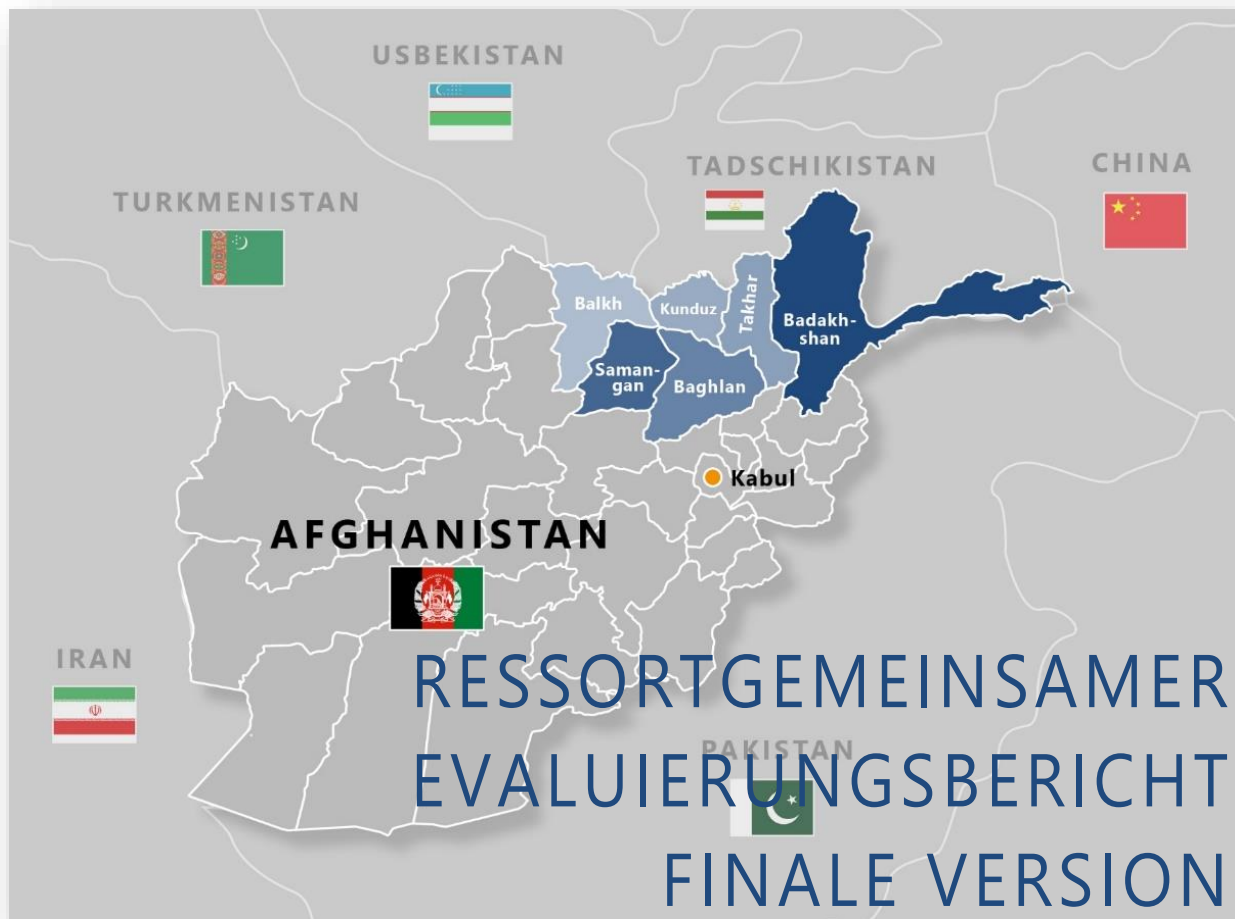 USBEKISTAN
TADSCHIKISTAN
CHINA
TURKMENISTAN
Balkh
Kunduz
Takhar
Badakh-
shan
Saman-
gan
Baghlan
Kabul
AFGHANISTAN
IRAN
RESSORTGEMEINSAMER
PAKISTAN
EVALUIERUNGSBERICHT
FINALE VERSION